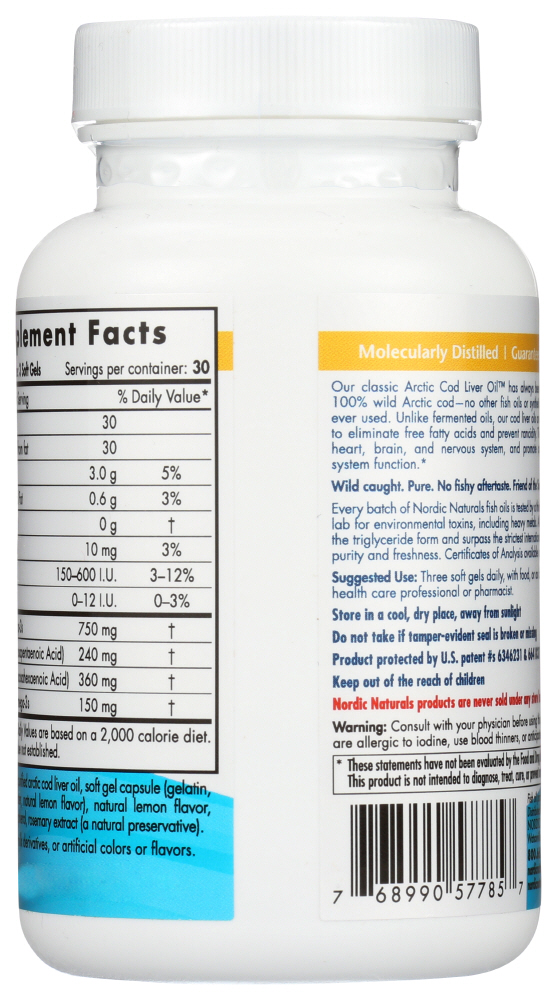 plement Facts
3 Soft Gels Servings per container: 30
Serving % Daily Value*
30
fat 30
3.0 g 5%
Fat 0.6 g 3%
0 g †
10 mg 3%
150–600 I.U. 3–12%
0–12 I.U. 0–3%
750 mg †
Acid) 240 mg †
Acid) 360 mg †
150 mg †
Values are based on a 2,000 calorie diet.
not established.
arctic cod liver oil, soft gel capsule (gelatin,
natural lemon flavor), natural lemon flavor,
rosemary extract (a natural preservative).
derivatives, or artificial colors or flavors.
Molecularly Distilled | Guarante
Our classic Arctic Cod Liver Oil™ has always
100% wild Arctic cod—no other fish oils or
ever used. Unlike fermented oils, our cod liver oil
to eliminate free fatty acids and prevent rancidity
heart, brain, and nervous system, and promote
system function.*
Wild caught. Pure. No fishy aftertaste. Friend of the
Every batch of Nordic Naturals fish oils is tested by
lab for environmental toxins, including heavy metals.
the triglyceride form and surpass the strictest
purity and freshness. Certificates of Analysis available
Suggested Use: Three soft gels daily, with food, or
health care professional or pharmacist.
Store in a cool, dry place, away from sunlight
Do not take if tamper-evident seal is broken or missing
Product protected by U.S. patent #s 6346231 &
Keep out of the reach of children
Nordic Naturals products are never sold under any store
Warning: Consult with your physician before using
are allergic to iodine, use blood thinners, or
* These statements have not been evaluated by the Food and Drug
This product is not intended to diagnose, treat, cure, or
7 68990 57785 7